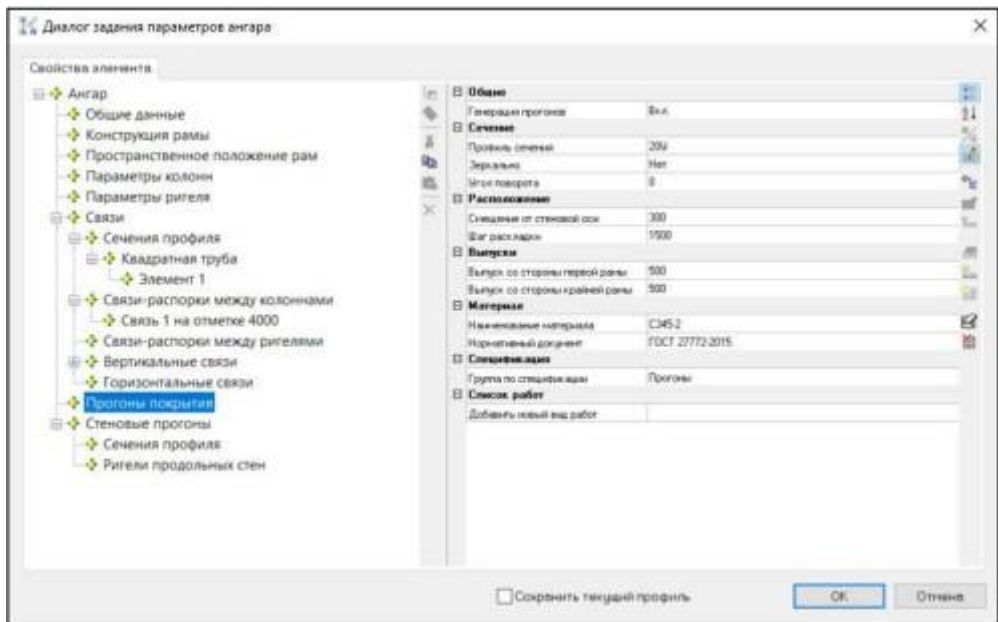 Диалог задания параметров ангара
Свойства элемента
Ангар
Общие данные
Конструкция рамы
Пространственное положение рам
Параметры колонн
Параметры ригеля
Связи
Сечения профиля
Квадратная труба
Элемент 1
Связи-распорки между колоннами
Связь 1 на отметке 4000
Связи-распорки между ригелями
Вертикальные связи
Горизонтальные связи
Прогоны покрытия
Стеновые прогоны
Сечения профиля
Ригели продольных стен
Общие
Генерация прогонов Вкл.
Сечение
Профиль сечения 20У
Зеркально Нет
Угол поворота 0
Расположение
Смещение от стеновой оси 300
Шаг раскладки 1500
Выпуски
Выпуск со стороны первой рамы 500
Выпуск со стороны крайней рамы 500
Материал
Наименование материала С345-2
Нормативный документ ГОСТ 27772-2015
Спецификация
Группа по спецификации Прогоны
Список работ
Добавить новый вид работ
Сохранить текущий профиль
OK
Отмена